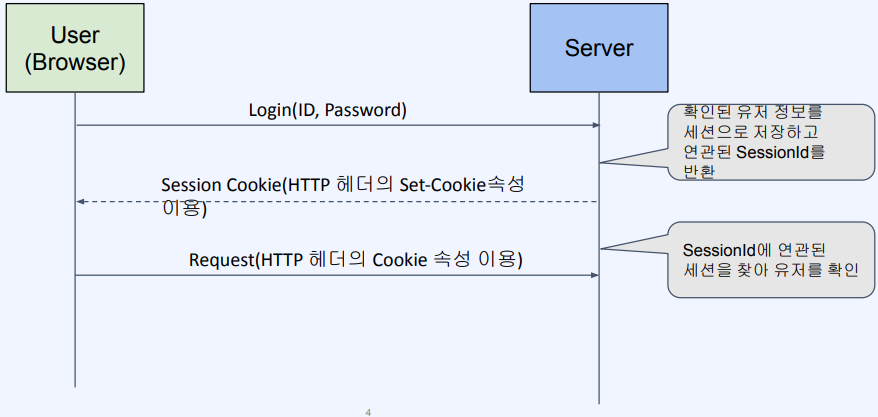 User
(Browser)
Server
Login(ID, Password)
확인된 유저 정보를
세션으로 저장하고
연관된 SessionId를
반환
Session Cookie(HTTP 헤더의 Set-Cookie속성
이용)
Request(HTTP 헤더의 Cookie 속성 이용)
SessionId에 연관된
세션을 찾아 유저를 확인
4